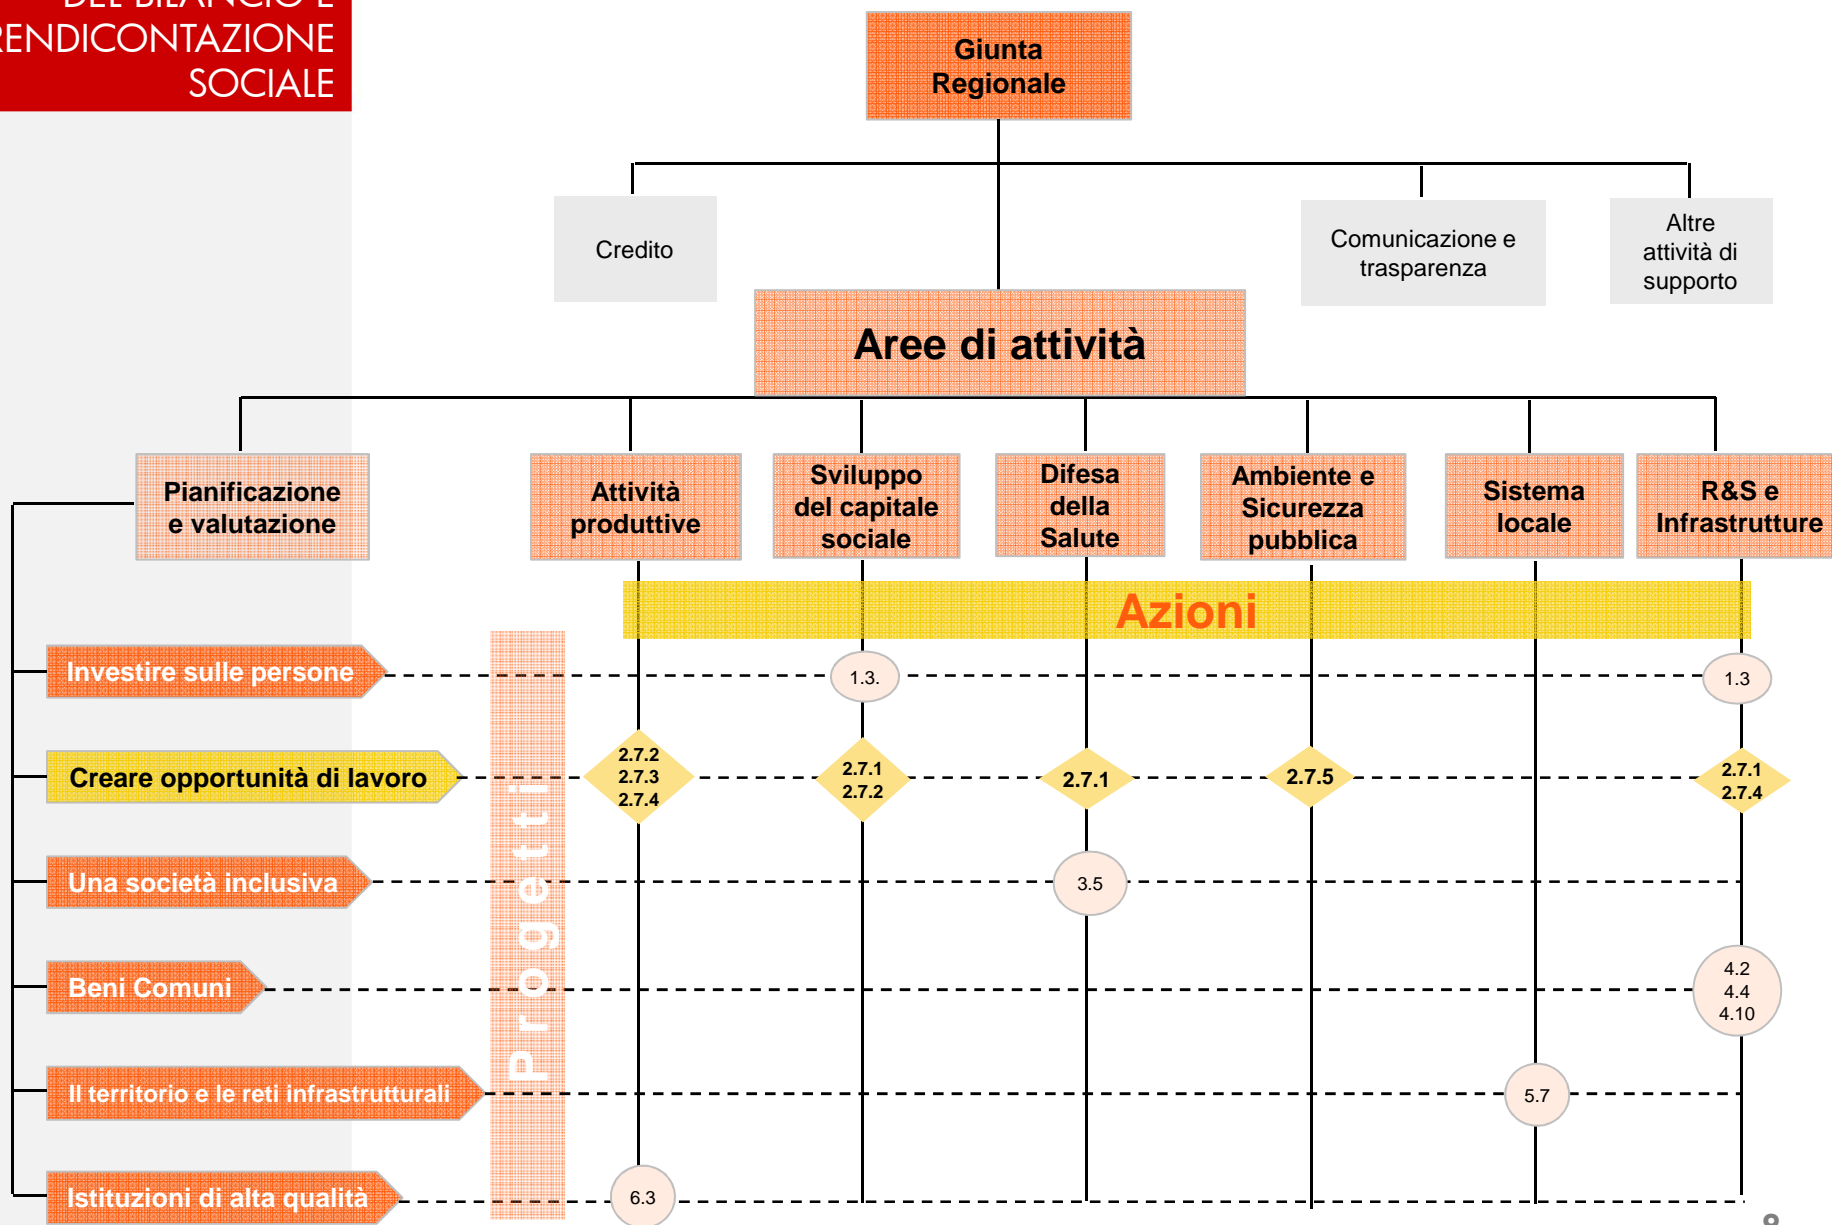 DEL BILANCIO E
RENDICONTAZIONE
SOCIALE
Giunta
Regionale
Credito
Comunicazione e
trasparenza
Altre
attività di
supporto
Aree di attività
Pianificazione
e valutazione
Attività
produttive
Sviluppo
del capitale
sociale
Difesa
della
Salute
Ambiente e
Sicurezza
pubblica
Sistema
locale
R&S e
Infrastrutture
Azioni
Progetti
Investire sulle persone
1.3.
1.3
Creare opportunità di lavoro
2.7.2
2.7.3
2.7.4
2.7.1
2.7.2
2.7.1
2.7.5
2.7.1
2.7.4
Una società inclusiva
3.5
Beni Comuni
4.2
4.4
4.10
Il territorio e le reti infrastrutturali
5.7
Istituzioni di alta qualità
6.3